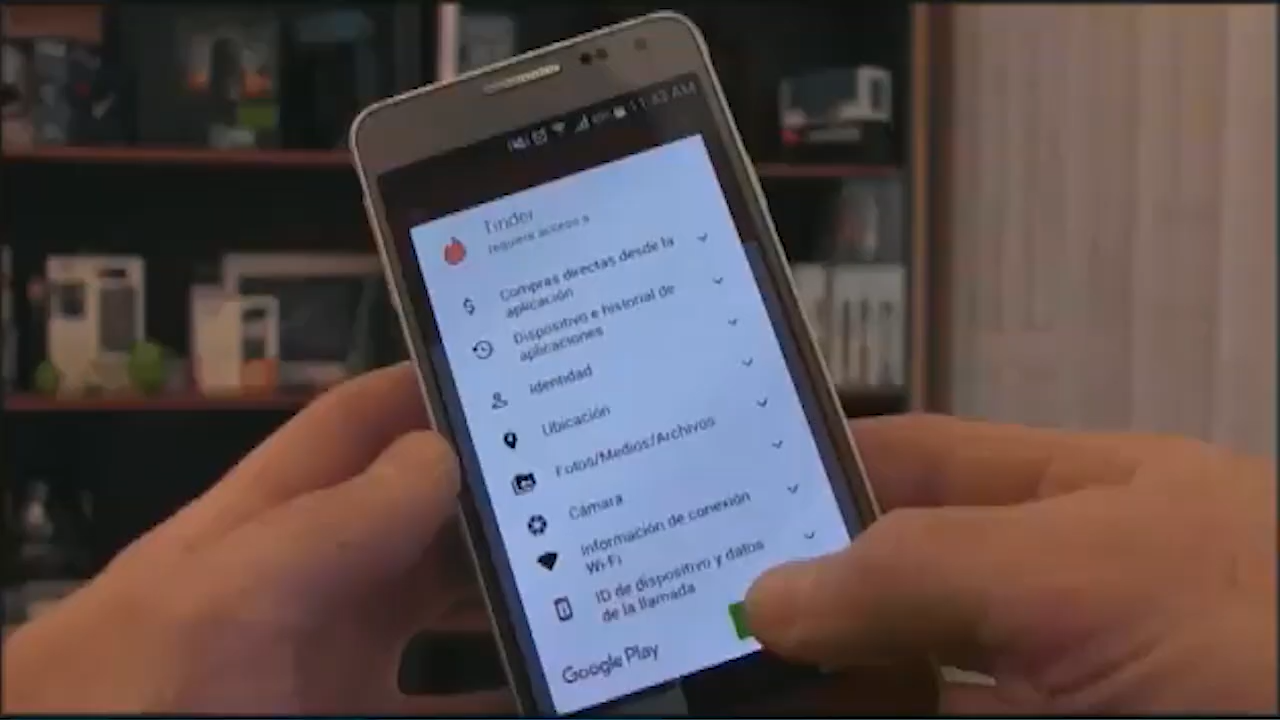 11:43 AM
Tinder
requiere acceso a
Compras directas desde la
aplicación
Dispositivo e historial de
aplicaciones
Identidad
Ubicación
Fotos/Medios/Archivos
Cámara
Información de conexión
Wi-Fi
ID de dispositivo y datos
de la llamada
Google Play